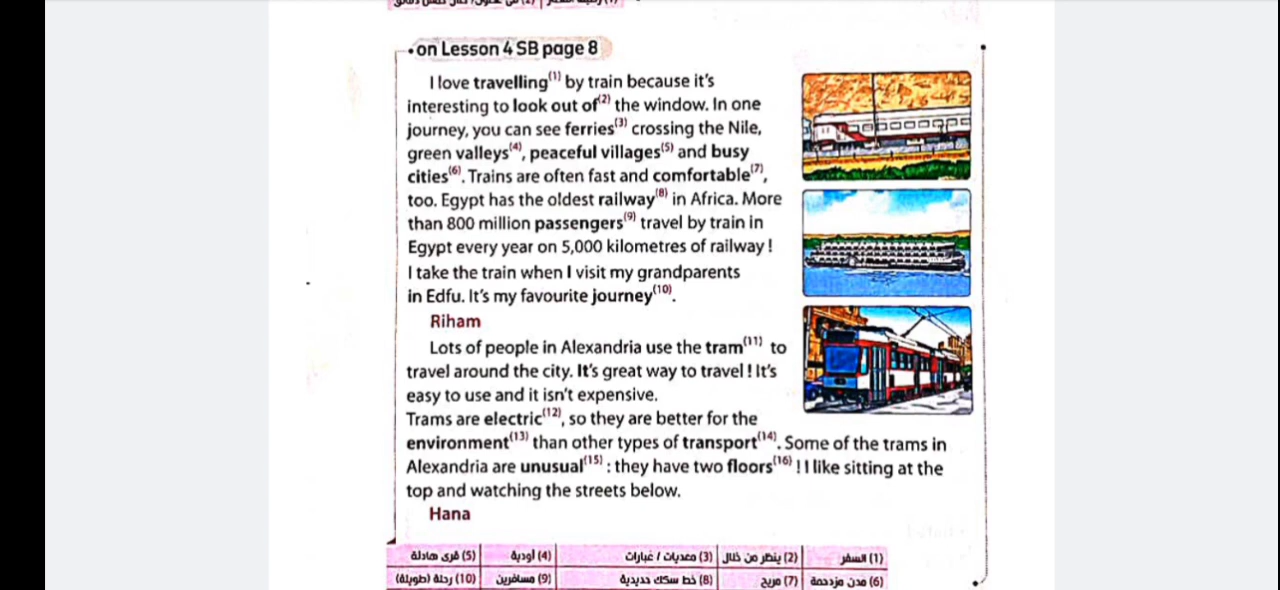 • on Lesson 4 SB page 8
I love travelling(1) by train because it's
interesting to look out of(2) the window. In one
journey, you can see ferries(3) crossing the Nile,
green valleys(4), peaceful villages(5) and busy
cities(6). Trains are often fast and comfortable(7),
too. Egypt has the oldest railway(8) in Africa. More
than 800 million passengers(9) travel by train in
Egypt every year on 5,000 kilometres of railway !
I take the train when I visit my grandparents
in Edfu. It's my favourite journey(10).
Riham
Lots of people in Alexandria use the tram(11) to
travel around the city. It's great way to travel ! It's
easy to use and it isn't expensive.
Trams are electric(12), so they are better for the
environment(13) than other types of transport(14). Some of the trams in
Alexandria are unusual(15) : they have two floors(16) ! I like sitting at the
top and watching the streets below.
Hana
(1) السفر (2) ينظر من خلال (3) معديات / عبارات (4) أودية (5) قرى هادئة
(6) مدن مزدحمة (7) مريح (8) خط سكك حديدية (9) مسافرين (10) رحلة (طويلة)